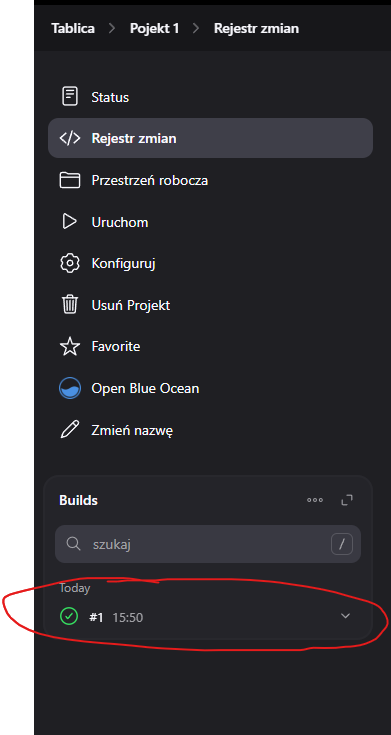 Tablica > Pojekt 1 > Rejestr zmian
Status
Rejestr zmian
Przestrzeń robocza
Uruchom
Konfiguruj
Usuń Projekt
Favorite
Open Blue Ocean
Zmień nazwę
Builds
szukaj /
Today
#1 15:50